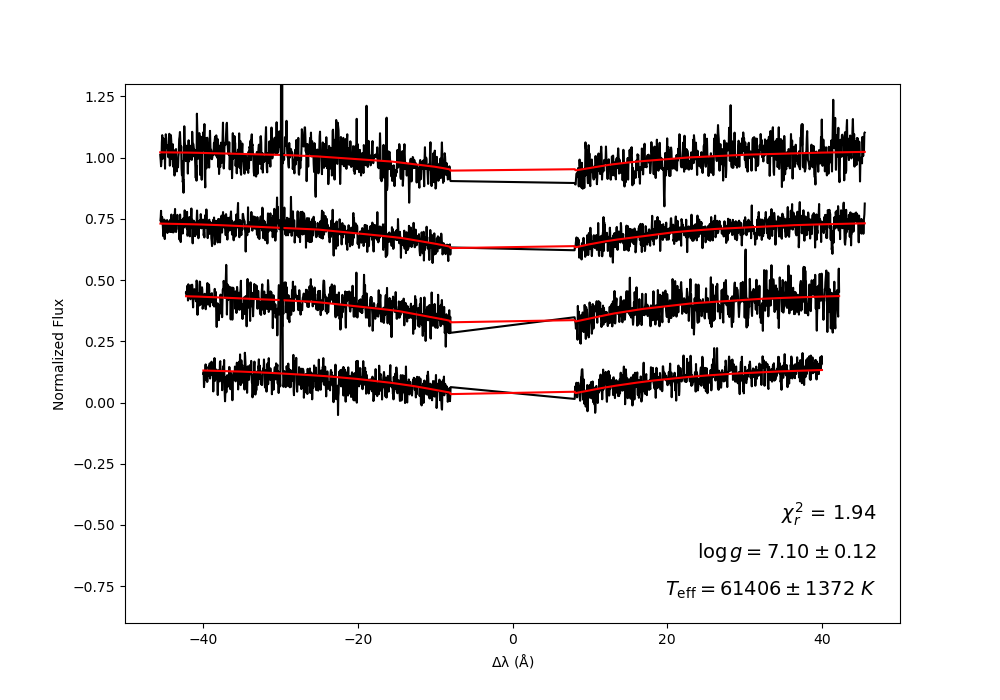 1.25
1.00
0.75
0.50
0.25
0.00
−0.25
−0.50
−0.75
Normalized Flux
χ²ᵣ = 1.94
log g = 7.10 ± 0.12
T_eff = 61406 ± 1372 K
−40 −20 0 20 40
Δλ (Å)